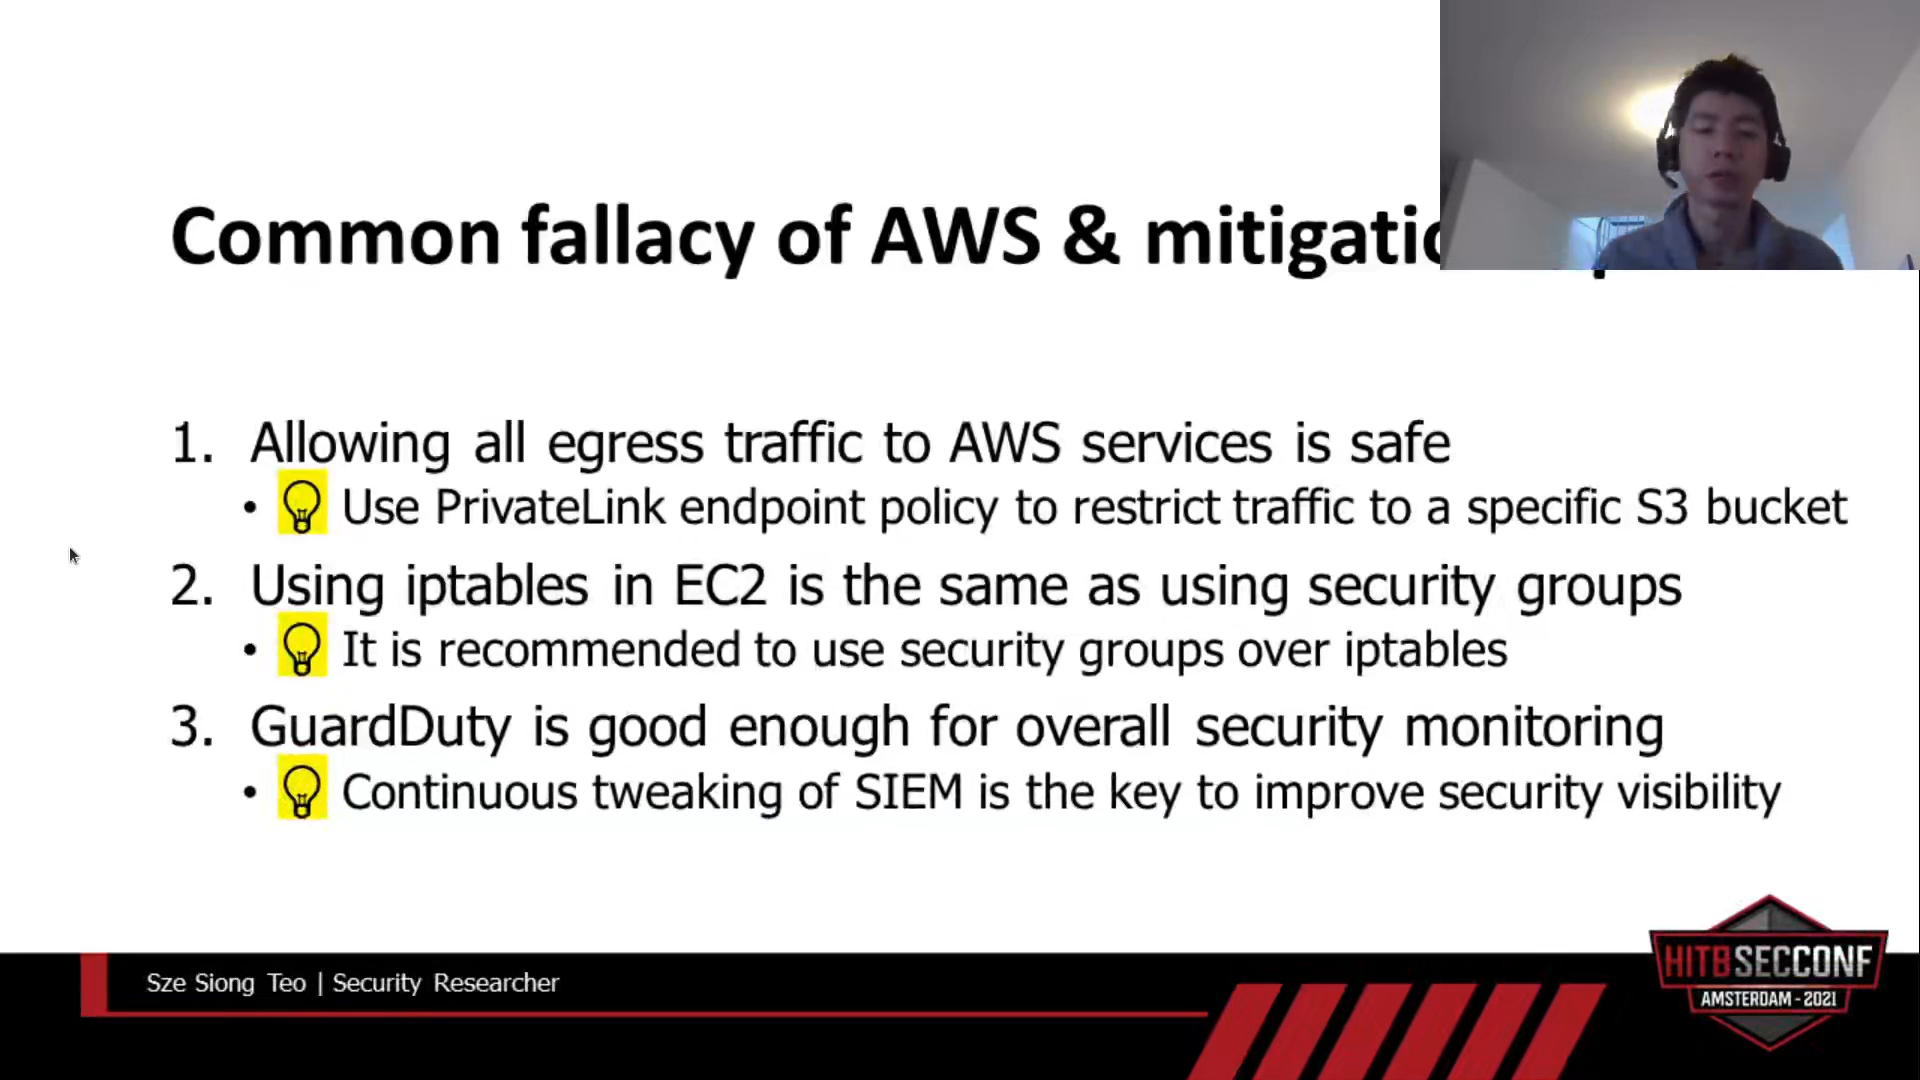 Common fallacy of AWS & mitigatio
1. Allowing all egress traffic to AWS services is safe
• Use PrivateLink endpoint policy to restrict traffic to a specific S3 bucket
2. Using iptables in EC2 is the same as using security groups
• It is recommended to use security groups over iptables
3. GuardDuty is good enough for overall security monitoring
• Continuous tweaking of SIEM is the key to improve security visibility
Sze Siong Teo | Security Researcher
HITBSECCONF
AMSTERDAM - 2021